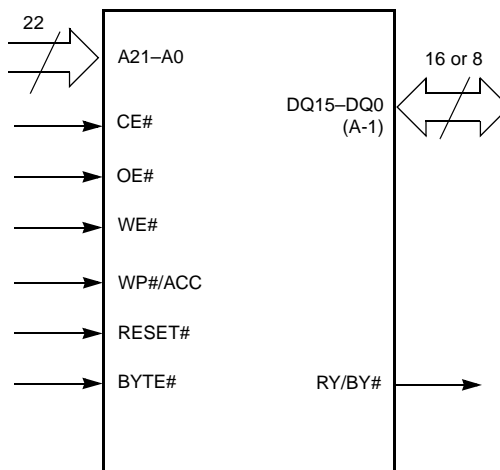 22
A21–A0
16 or 8
DQ15–DQ0
(A-1)
CE#
OE#
WE#
WP#/ACC
RESET#
BYTE#
RY/BY#